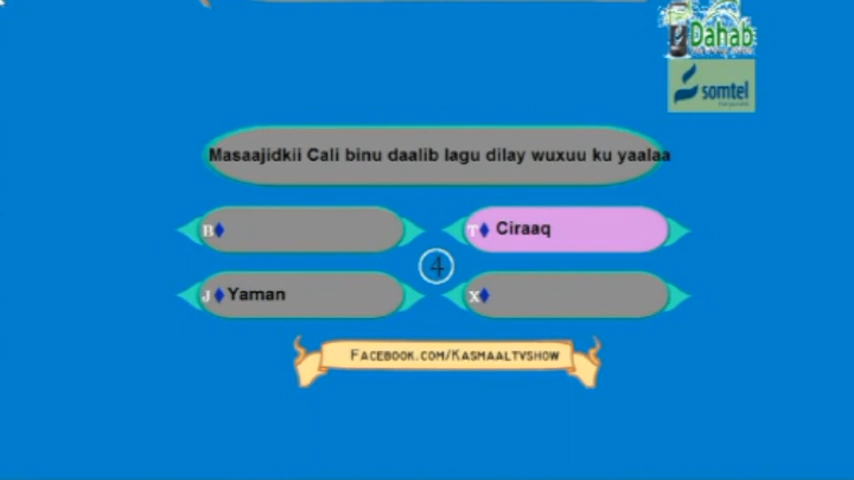 Dahab
somtel
Masaajidkii Cali binu daalib lagu dilay wuxuu ku yaalaa
B
T Ciraaq
4
J Yaman
X
FACEBOOK.COM/KASMAALTVSHOW